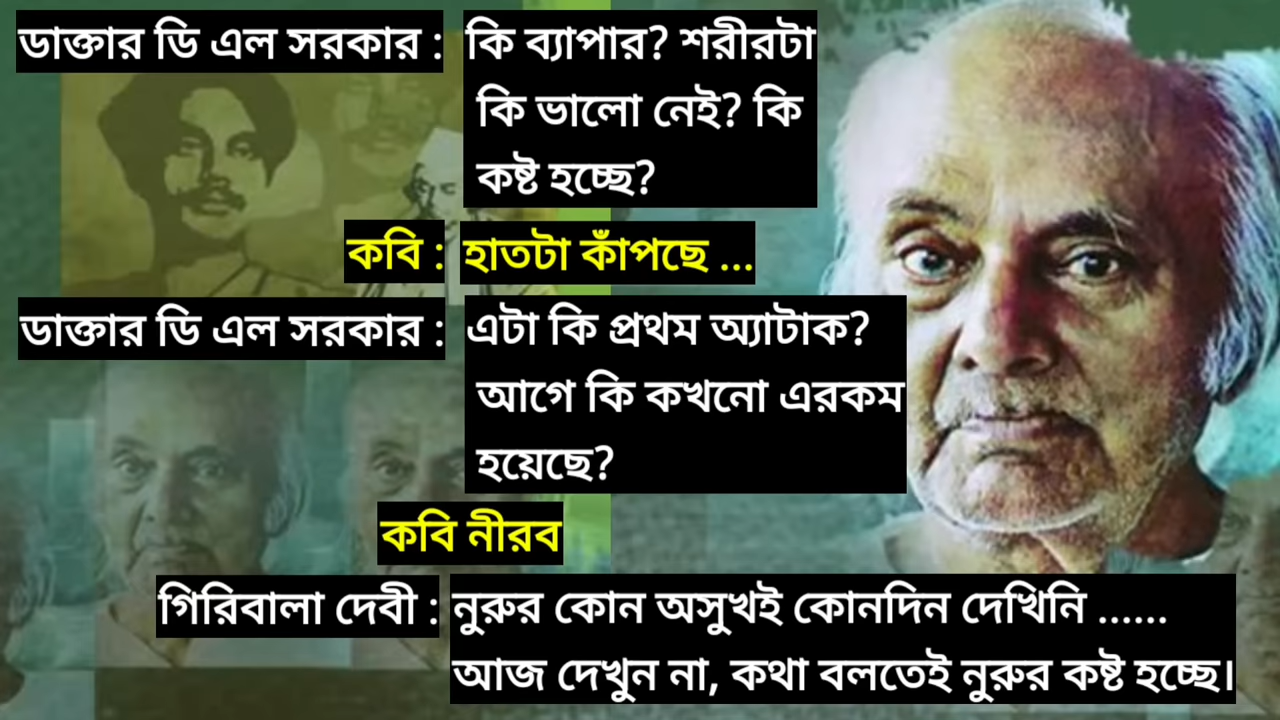 ডাক্তার ডি এল সরকার : কি ব্যাপার? শরীরটা
কি ভালো নেই? কি
কষ্ট হচ্ছে?
কবি : হাতটা কাঁপছে ...
ডাক্তার ডি এল সরকার : এটা কি প্রথম অ্যাটাক?
আগে কি কখনো এরকম
হয়েছে?
কবি নীরব
গিরিবালা দেবী : নুরুর কোন অসুখই কোনদিন দেখিনি ......
আজ দেখুন না, কথা বলতেই নুরুর কষ্ট হচ্ছে।